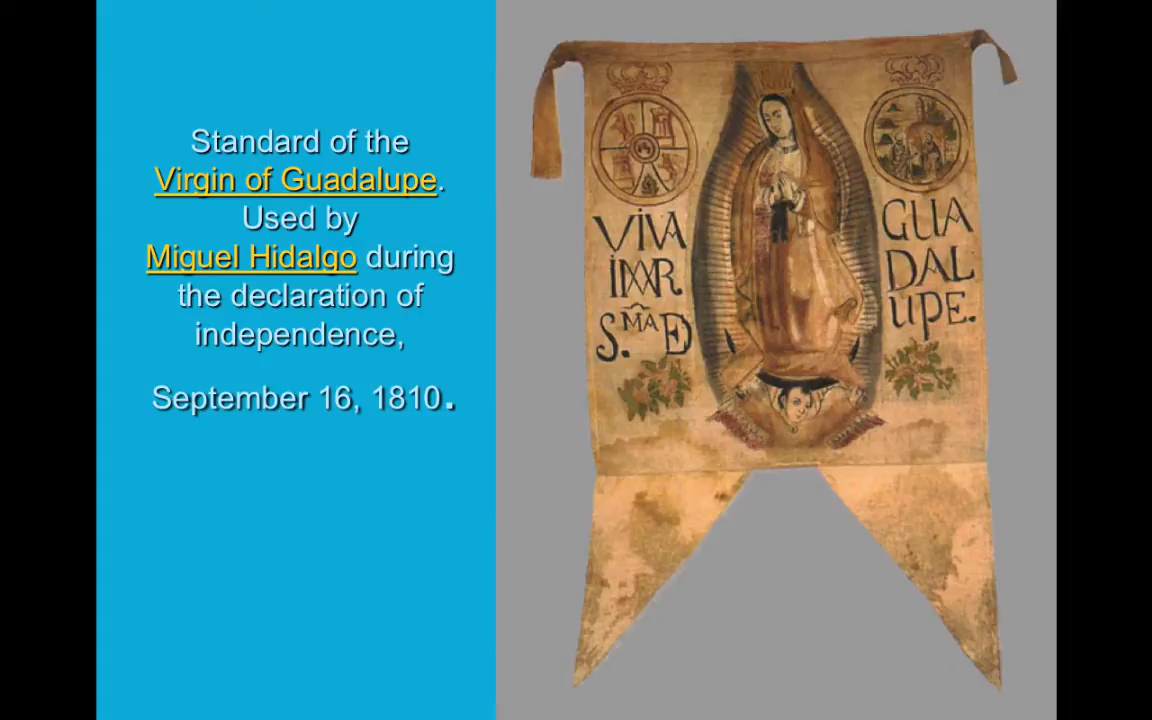 Standard of the
Virgin of Guadalupe.
Used by
Miguel Hidalgo during
the declaration of
independence,
September 16, 1810.
VIVA
S.MA E
GUA
DAL
UPE.